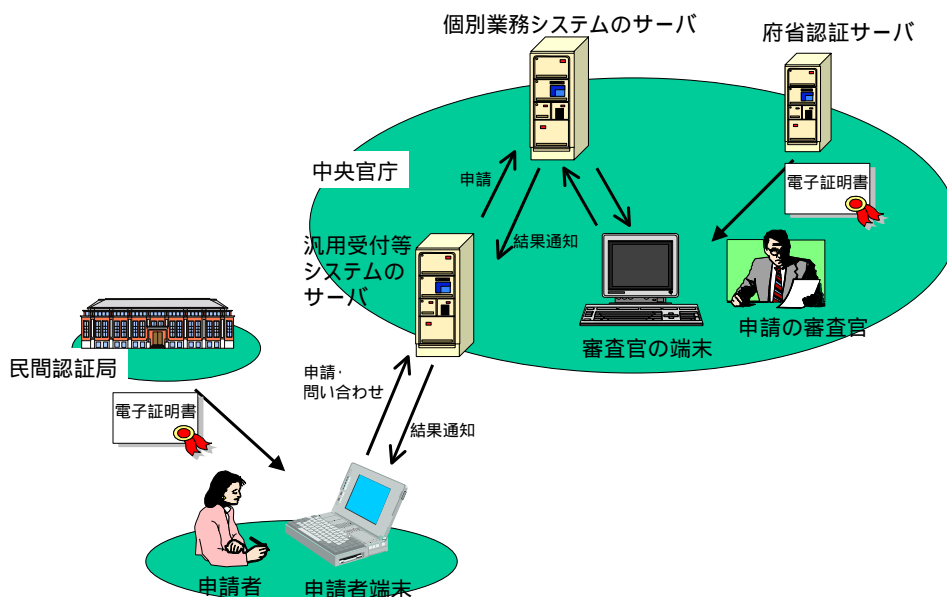 個別業務システムのサーバ
府省認証サーバ
中央官庁
申請
電子証明書
結果通知
汎用受付等
システムの
サーバ
審査官の端末
申請の審査官
民間認証局
申請･
問い合わせ
電子証明書
結果通知
申請者
申請者端末